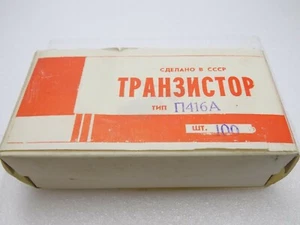 СДЕЛАНО В СССР
ТРАНЗИСТОР
ТИП П416А
ШТ. 100